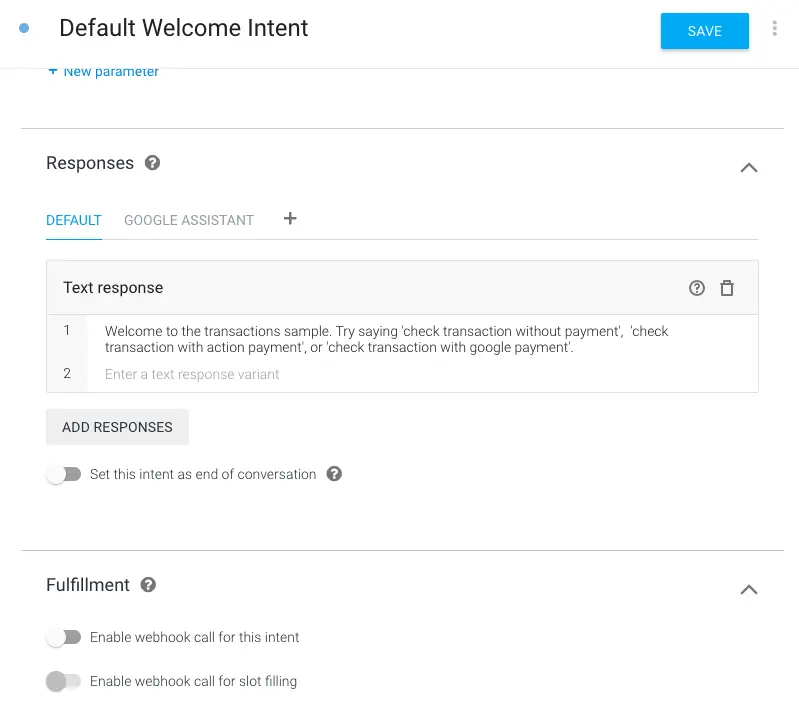 Default Welcome Intent
SAVE
+ New parameter
Responses ?
DEFAULT GOOGLE ASSISTANT +
Text response ?
1 Welcome to the transactions sample. Try saying 'check transaction without payment',  'check
transaction with action payment', or 'check transaction with google payment'.
2 Enter a text response variant
ADD RESPONSES
Set this intent as end of conversation ?
Fulfillment ?
Enable webhook call for this intent
Enable webhook call for slot filling